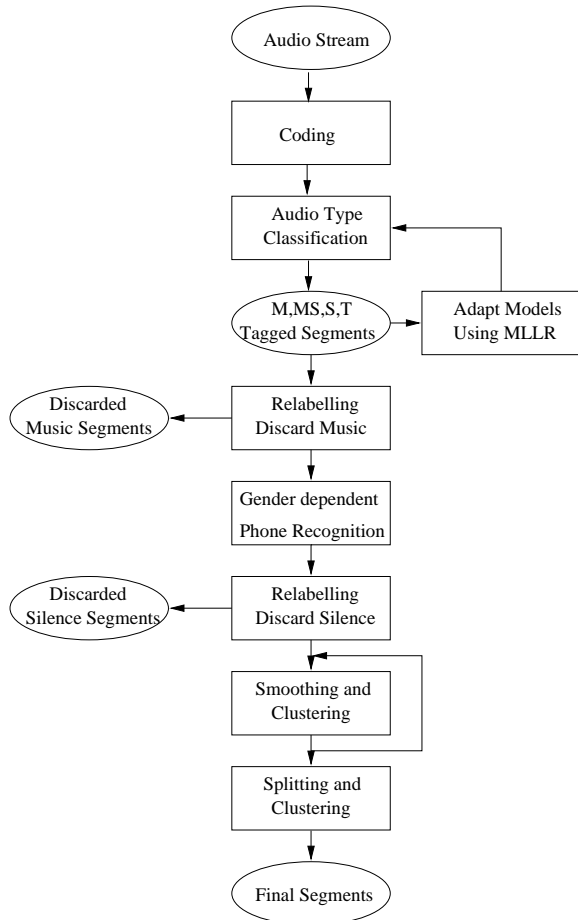 Audio Stream
Coding
Audio Type
Classification
M,MS,S,T
Tagged Segments
Adapt Models
Using MLLR
Discarded
Music Segments
Relabelling
Discard Music
Gender dependent
Phone Recognition
Discarded
Silence Segments
Relabelling
Discard Silence
Smoothing and
Clustering
Splitting and
Clustering
Final Segments